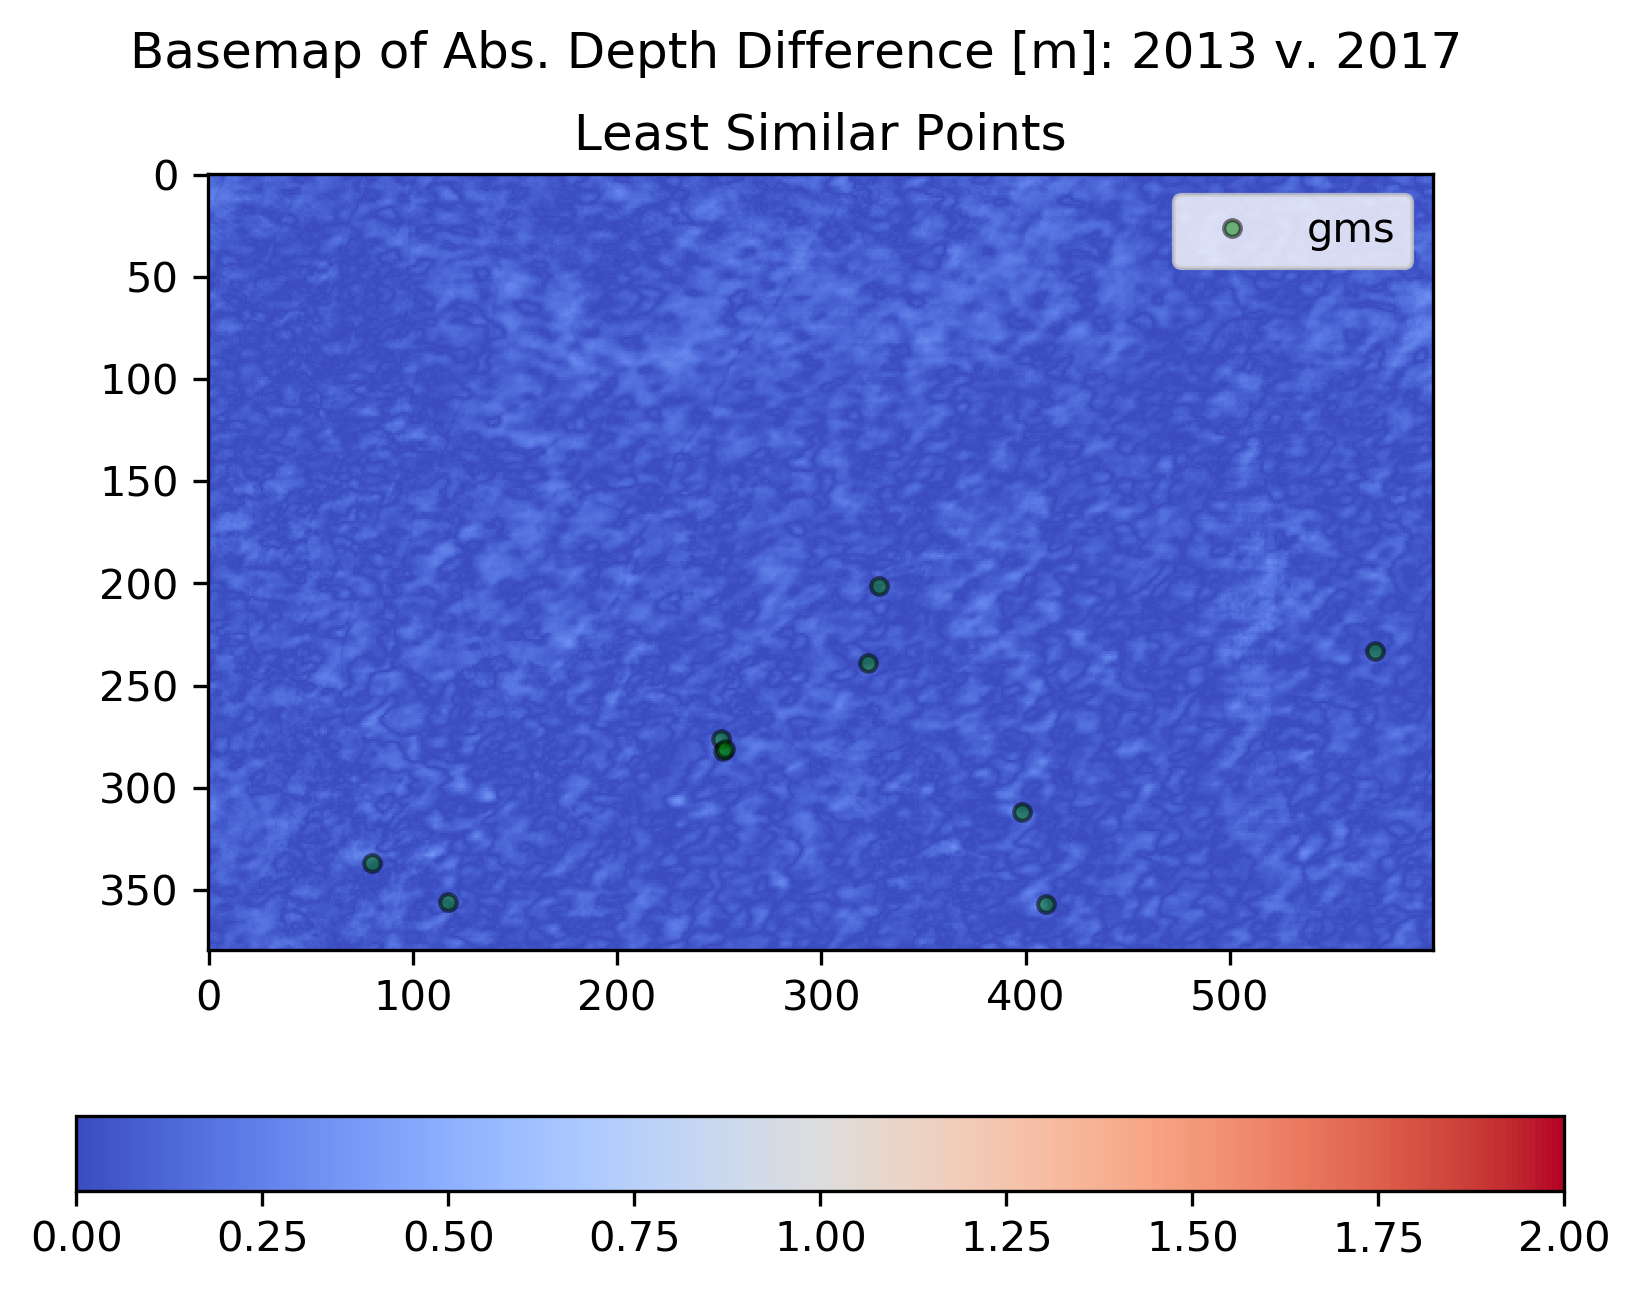 Basemap of Abs. Depth Difference [m]: 2013 v. 2017
Least Similar Points
gms
0
50
100
150
200
250
300
350
0 100 200 300 400 500
0.00 0.25 0.50 0.75 1.00 1.25 1.50 1.75 2.00